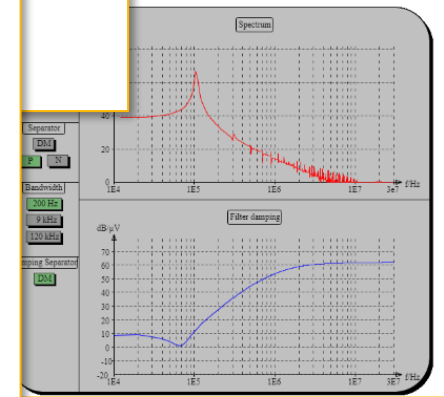 Spectrum
40
20
0
1E4 1E5 1E6 1E7 3e7
f/Hz
Separator
DM
P N
Bandwidth
200 Hz
9 kHz
120 kHz
mping Separator
DM
Filter damping
dB/µV
70
60
50
40
30
20
10
0
-10
-20
1E4 1E5 1E6 1E7 3E7
f/Hz